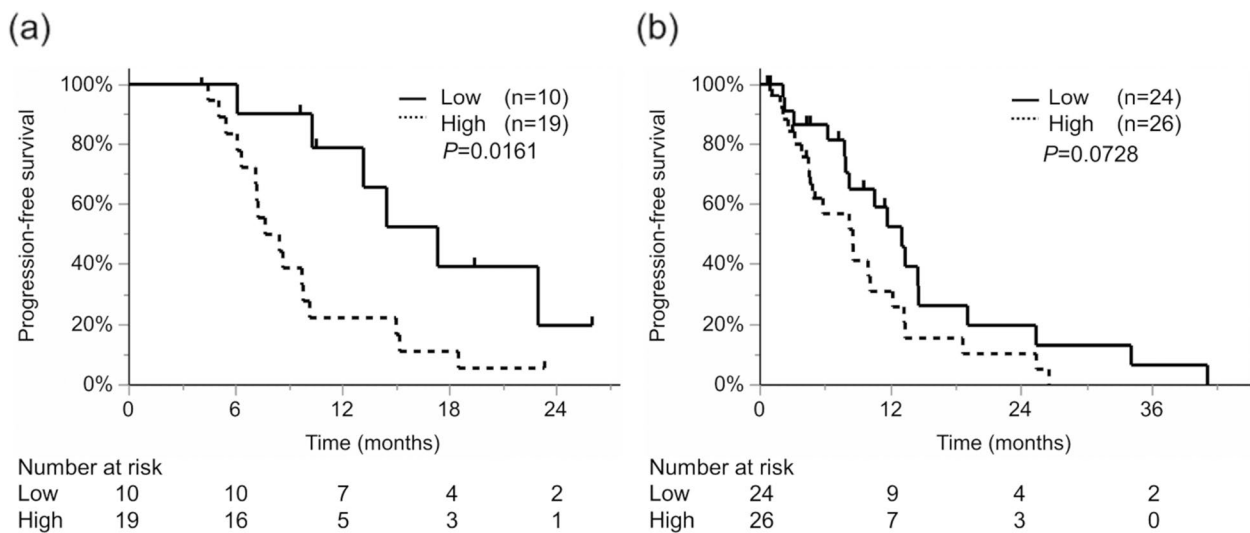 (a)
100%
80%
60%
40%
20%
0%
Progression-free survival
Low (n=10)
High (n=19)
P=0.0161
0 6 12 18 24
Time (months)
Number at risk
Low 10 10 7 4 2
High 19 16 5 3 1
(b)
100%
80%
60%
40%
20%
0%
Progression-free survival
Low (n=24)
High (n=26)
P=0.0728
0 12 24 36
Time (months)
Number at risk
Low 24 9 4 2
High 26 7 3 0